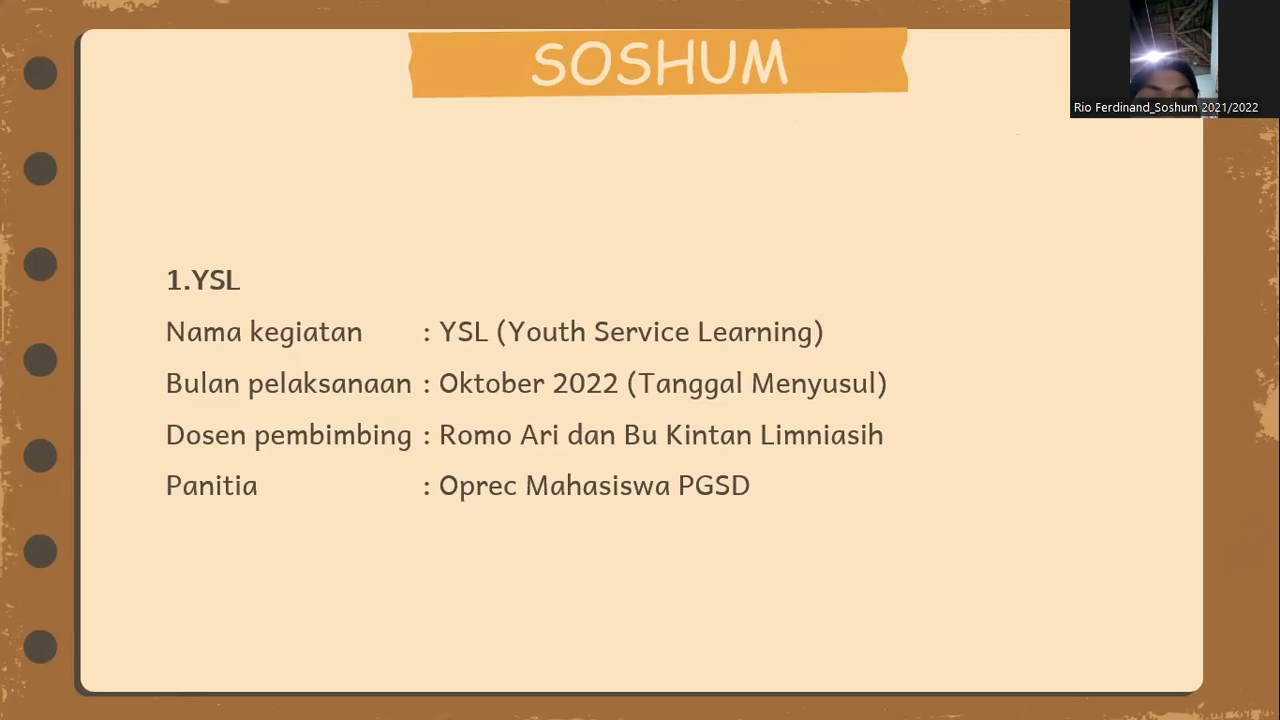 SOSHUM
Rio Ferdinand_Soshum 2021/2022
1.YSL
Nama kegiatan : YSL (Youth Service Learning)
Bulan pelaksanaan : Oktober 2022 (Tanggal Menyusul)
Dosen pembimbing : Romo Ari dan Bu Kintan Limniasih
Panitia : Oprec Mahasiswa PGSD